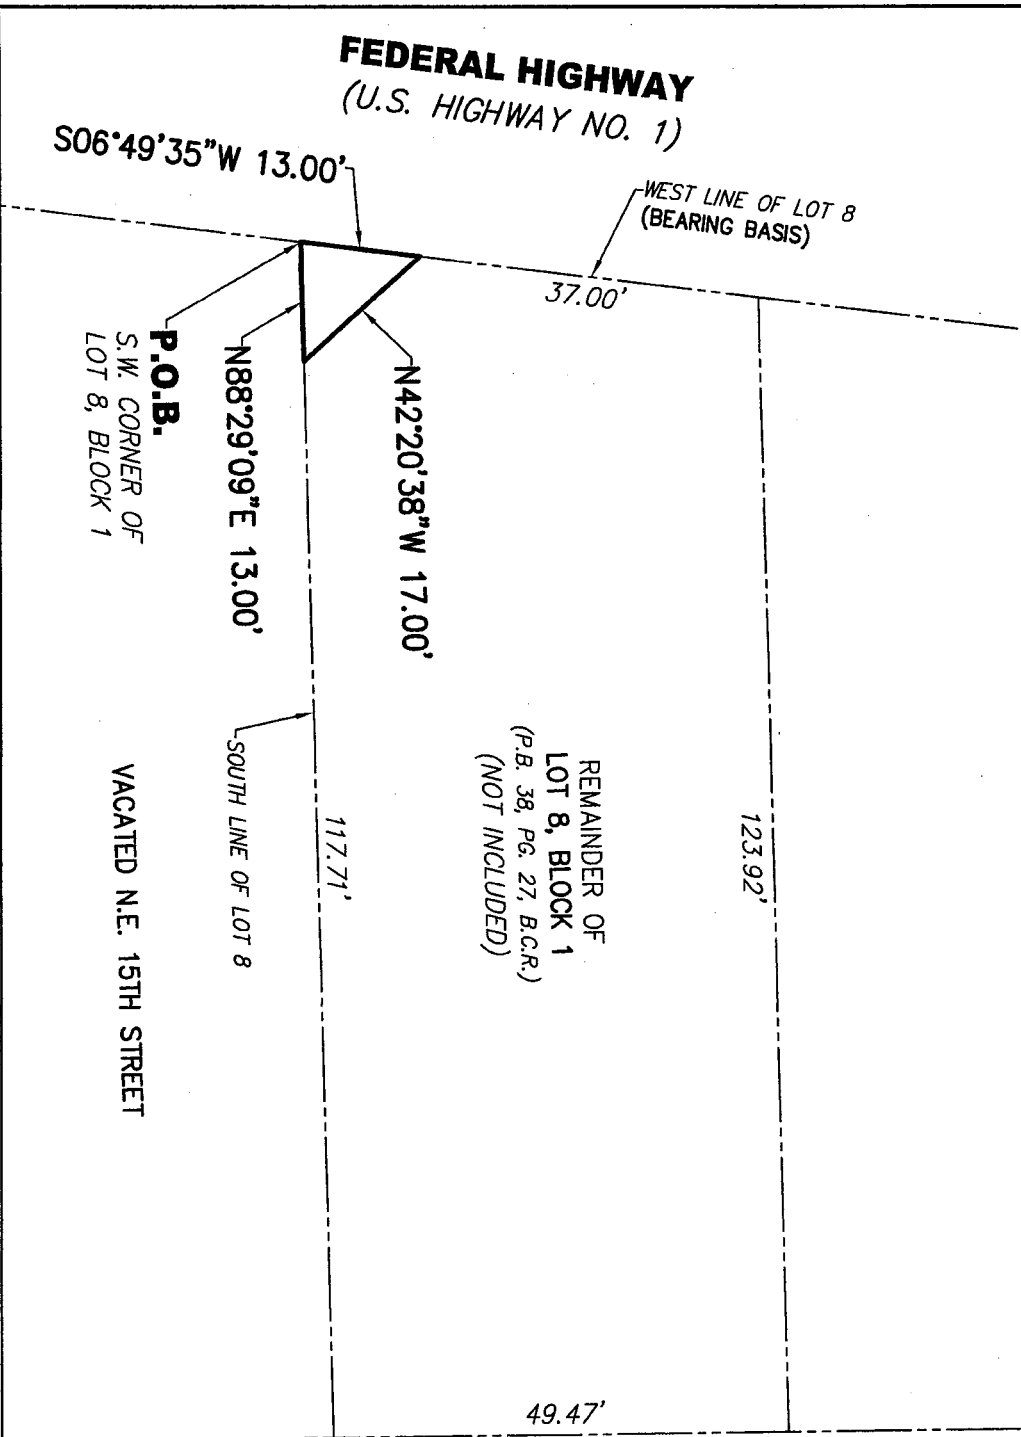 FEDERAL HIGHWAY
(U.S. HIGHWAY NO. 1)
S06°49'35"W 13.00'
WEST LINE OF LOT 8
(BEARING BASIS)
37.00'
P.O.B.
S.W. CORNER OF
LOT 8, BLOCK 1
N88°29'09"E 13.00'
N42°20'38"W 17.00'
SOUTH LINE OF LOT 8
117.71'
REMAINDER OF
LOT 8, BLOCK 1
(P.B. 38, PG. 27, B.C.R.)
(NOT INCLUDED)
123.92'
VACATED N.E. 15TH STREET
49.47'